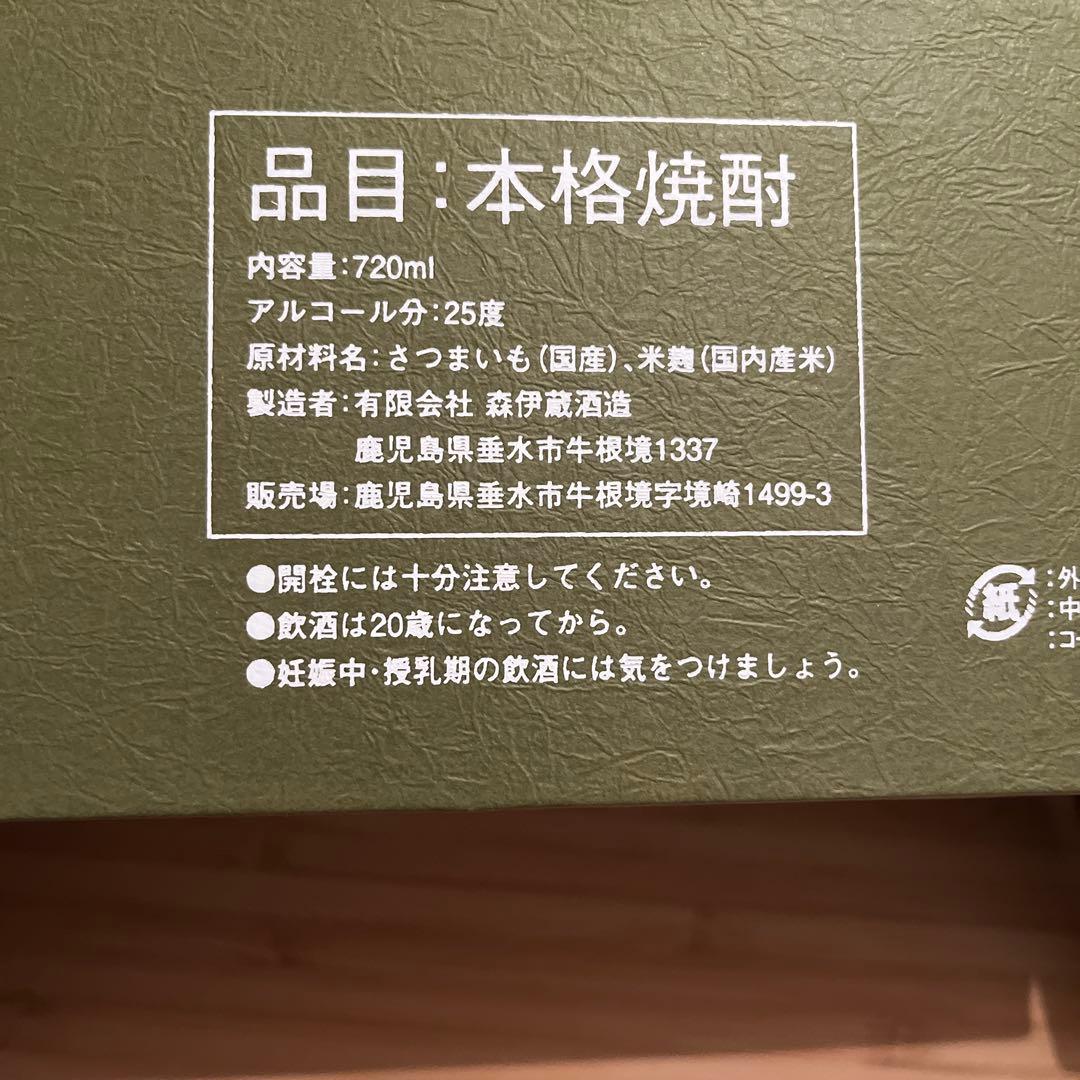 品目：本格焼酎
内容量：720ml
アルコール分：25度
原材料名：さつまいも（国産）、米麹（国内産米）
製造者：有限会社 森伊蔵酒造
鹿児島県垂水市牛根境1337
販売場：鹿児島県垂水市牛根境字境崎1499-3
●開栓には十分注意してください。
●飲酒は20歳になってから。
●妊娠中・授乳期の飲酒には気をつけましょう。
紙
：外
：中
：コ